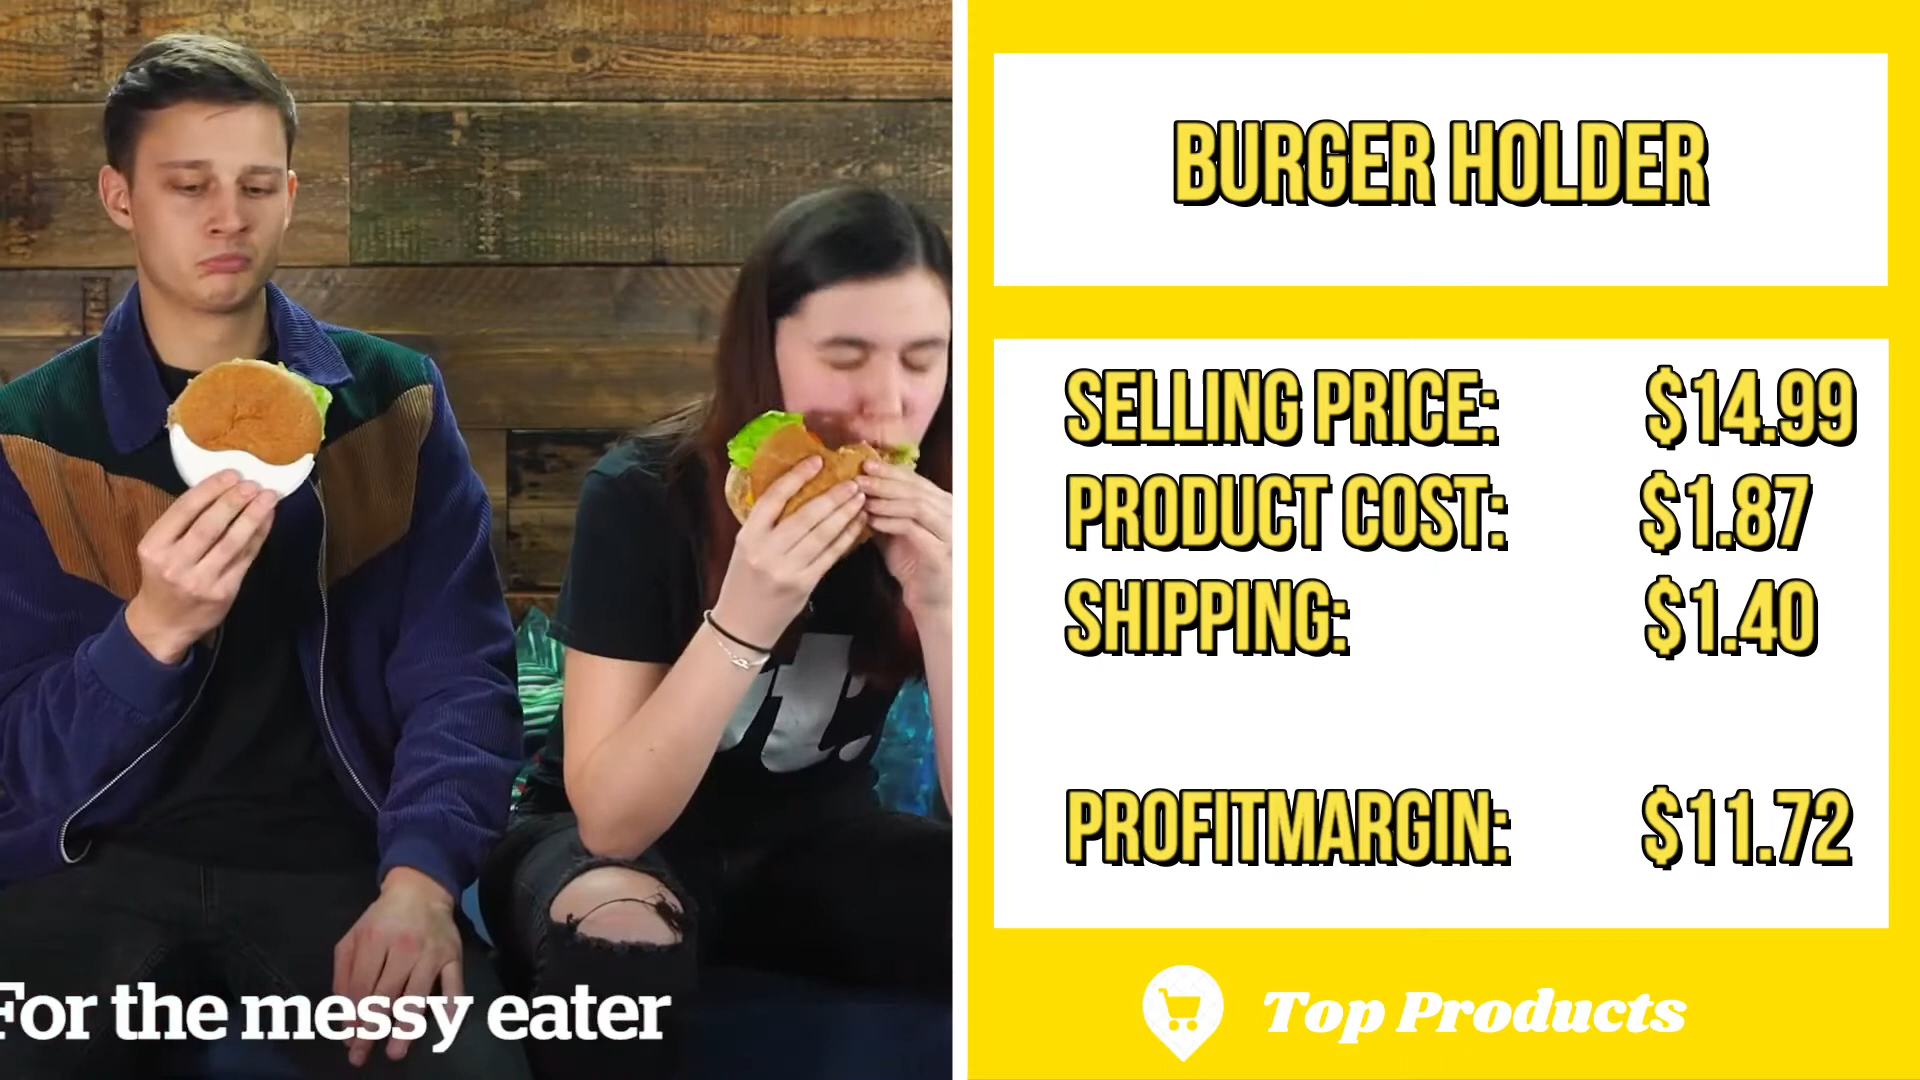 For the messy eater
BURGER HOLDER
SELLING PRICE: $14.99
PRODUCT COST: $1.87
SHIPPING: $1.40
PROFITMARGIN: $11.72
Top Products